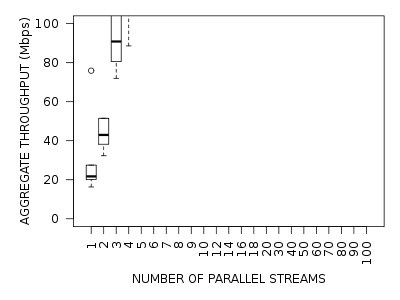 AGGREGATE THROUGHPUT (Mbps)
100
80
60
40
20
0
1 2 3 4 5 6 7 8 9 10 12 14 16 18 20 30 40 50 60 70 80 90 100
NUMBER OF PARALLEL STREAMS